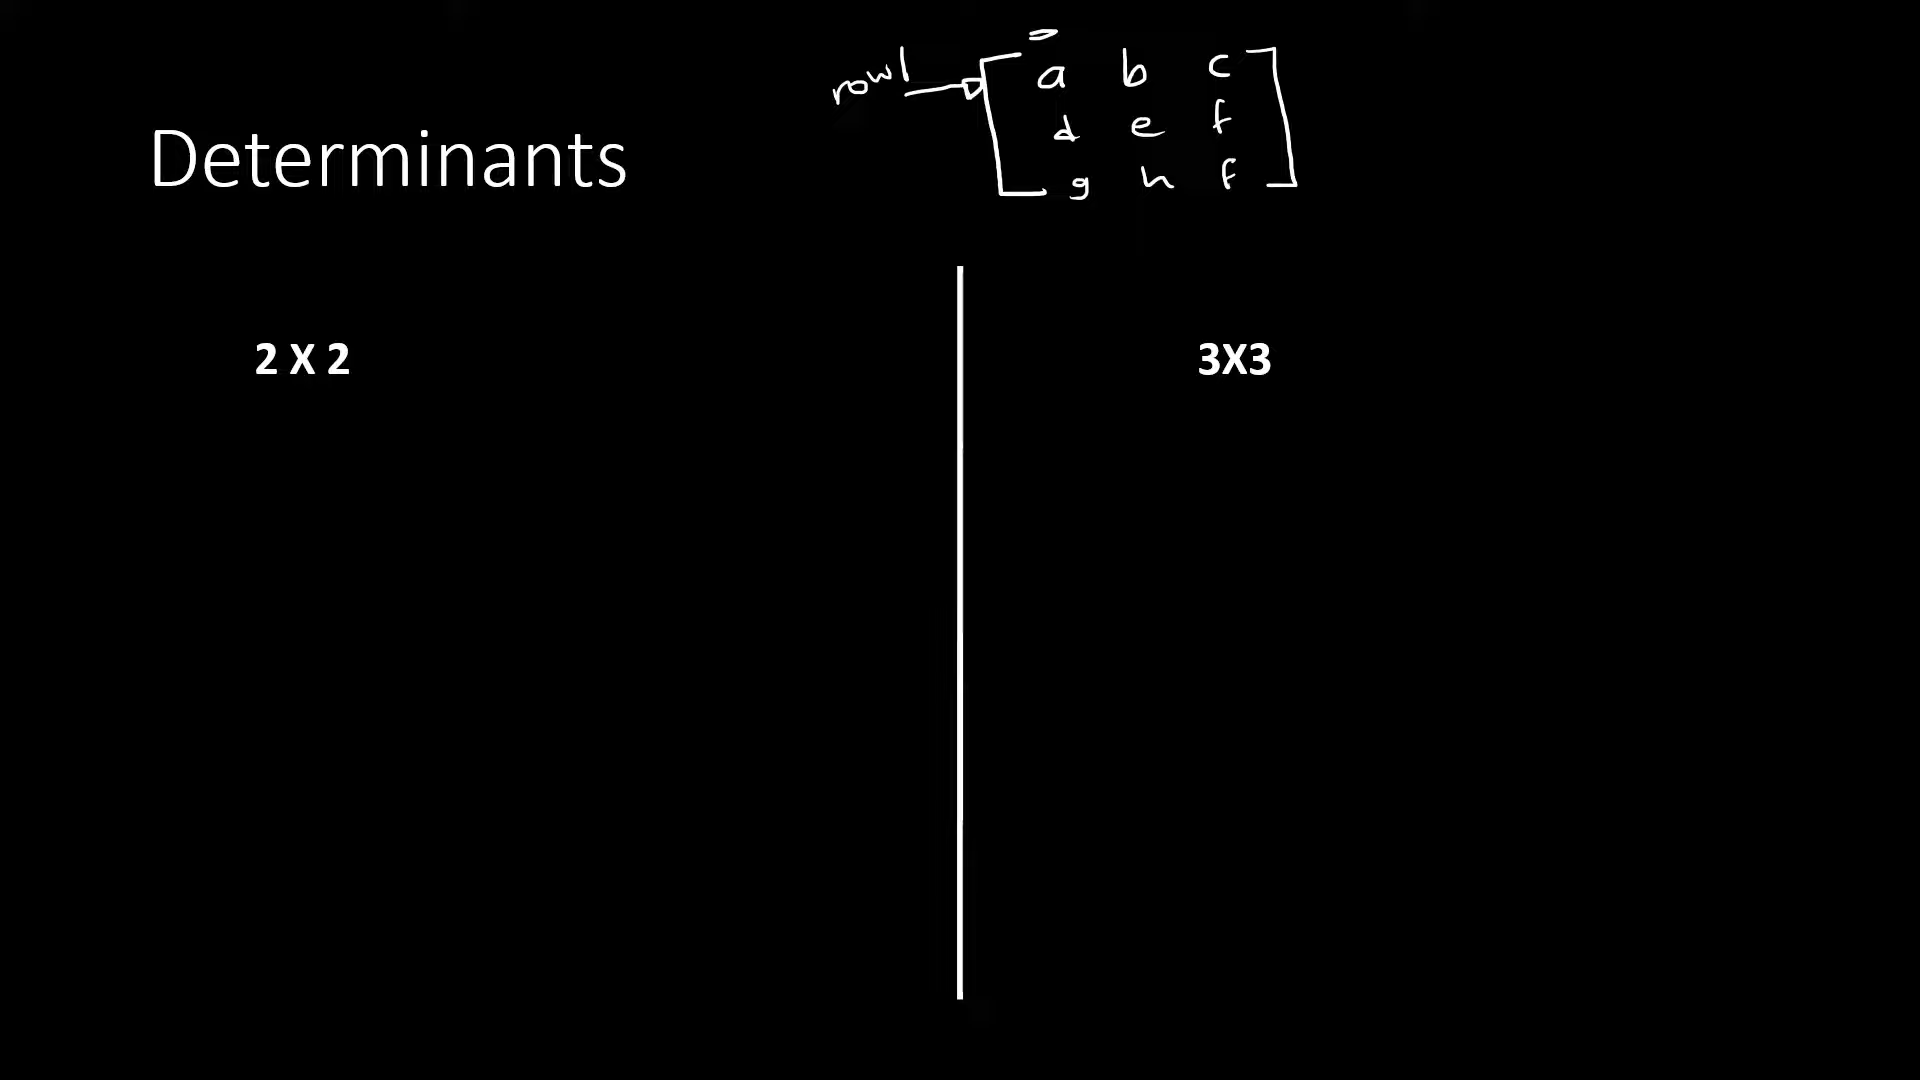 row1 a b c
d e f
g h f
Determinants
2 X 2
3X3